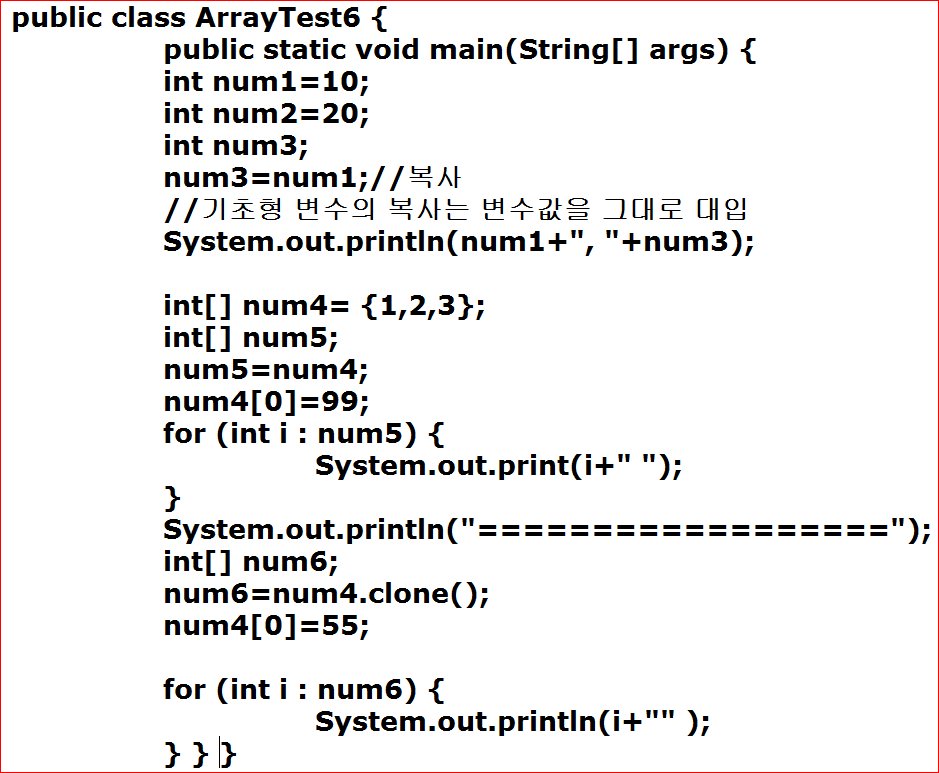 public class ArrayTest6 {
public static void main(String[] args) {
int num1=10;
int num2=20;
int num3;
num3=num1;//복사
//기초형 변수의 복사는 변수값을 그대로 대입
System.out.println(num1+", "+num3);
int[] num4= {1,2,3};
int[] num5;
num5=num4;
num4[0]=99;
for (int i : num5) {
System.out.print(i+" ");
}
System.out.println("==================");
int[] num6;
num6=num4.clone();
num4[0]=55;
for (int i : num6) {
System.out.println(i+"" );
} } }